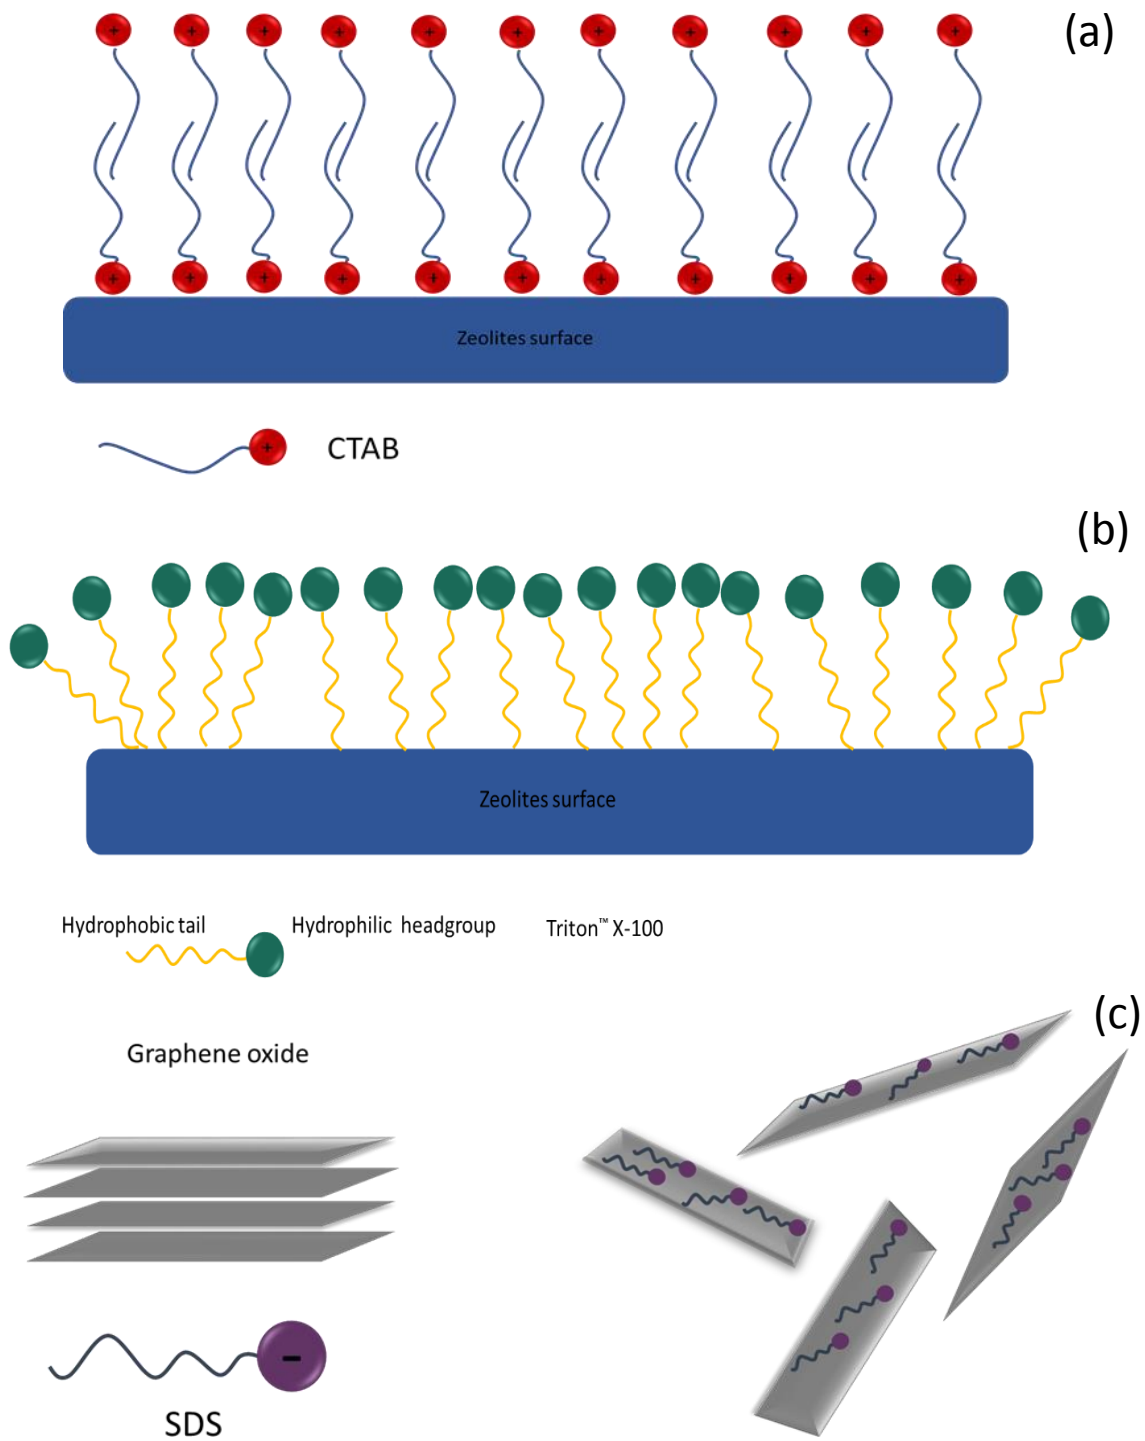 (a)
+ + + + + + + + + + +
+ + + + + + + + + + +
Zeolites surface
+ CTAB
(b)
Zeolites surface
Hydrophobic tail Hydrophilic headgroup Triton™ X-100
(c)
Graphene oxide
-
SDS